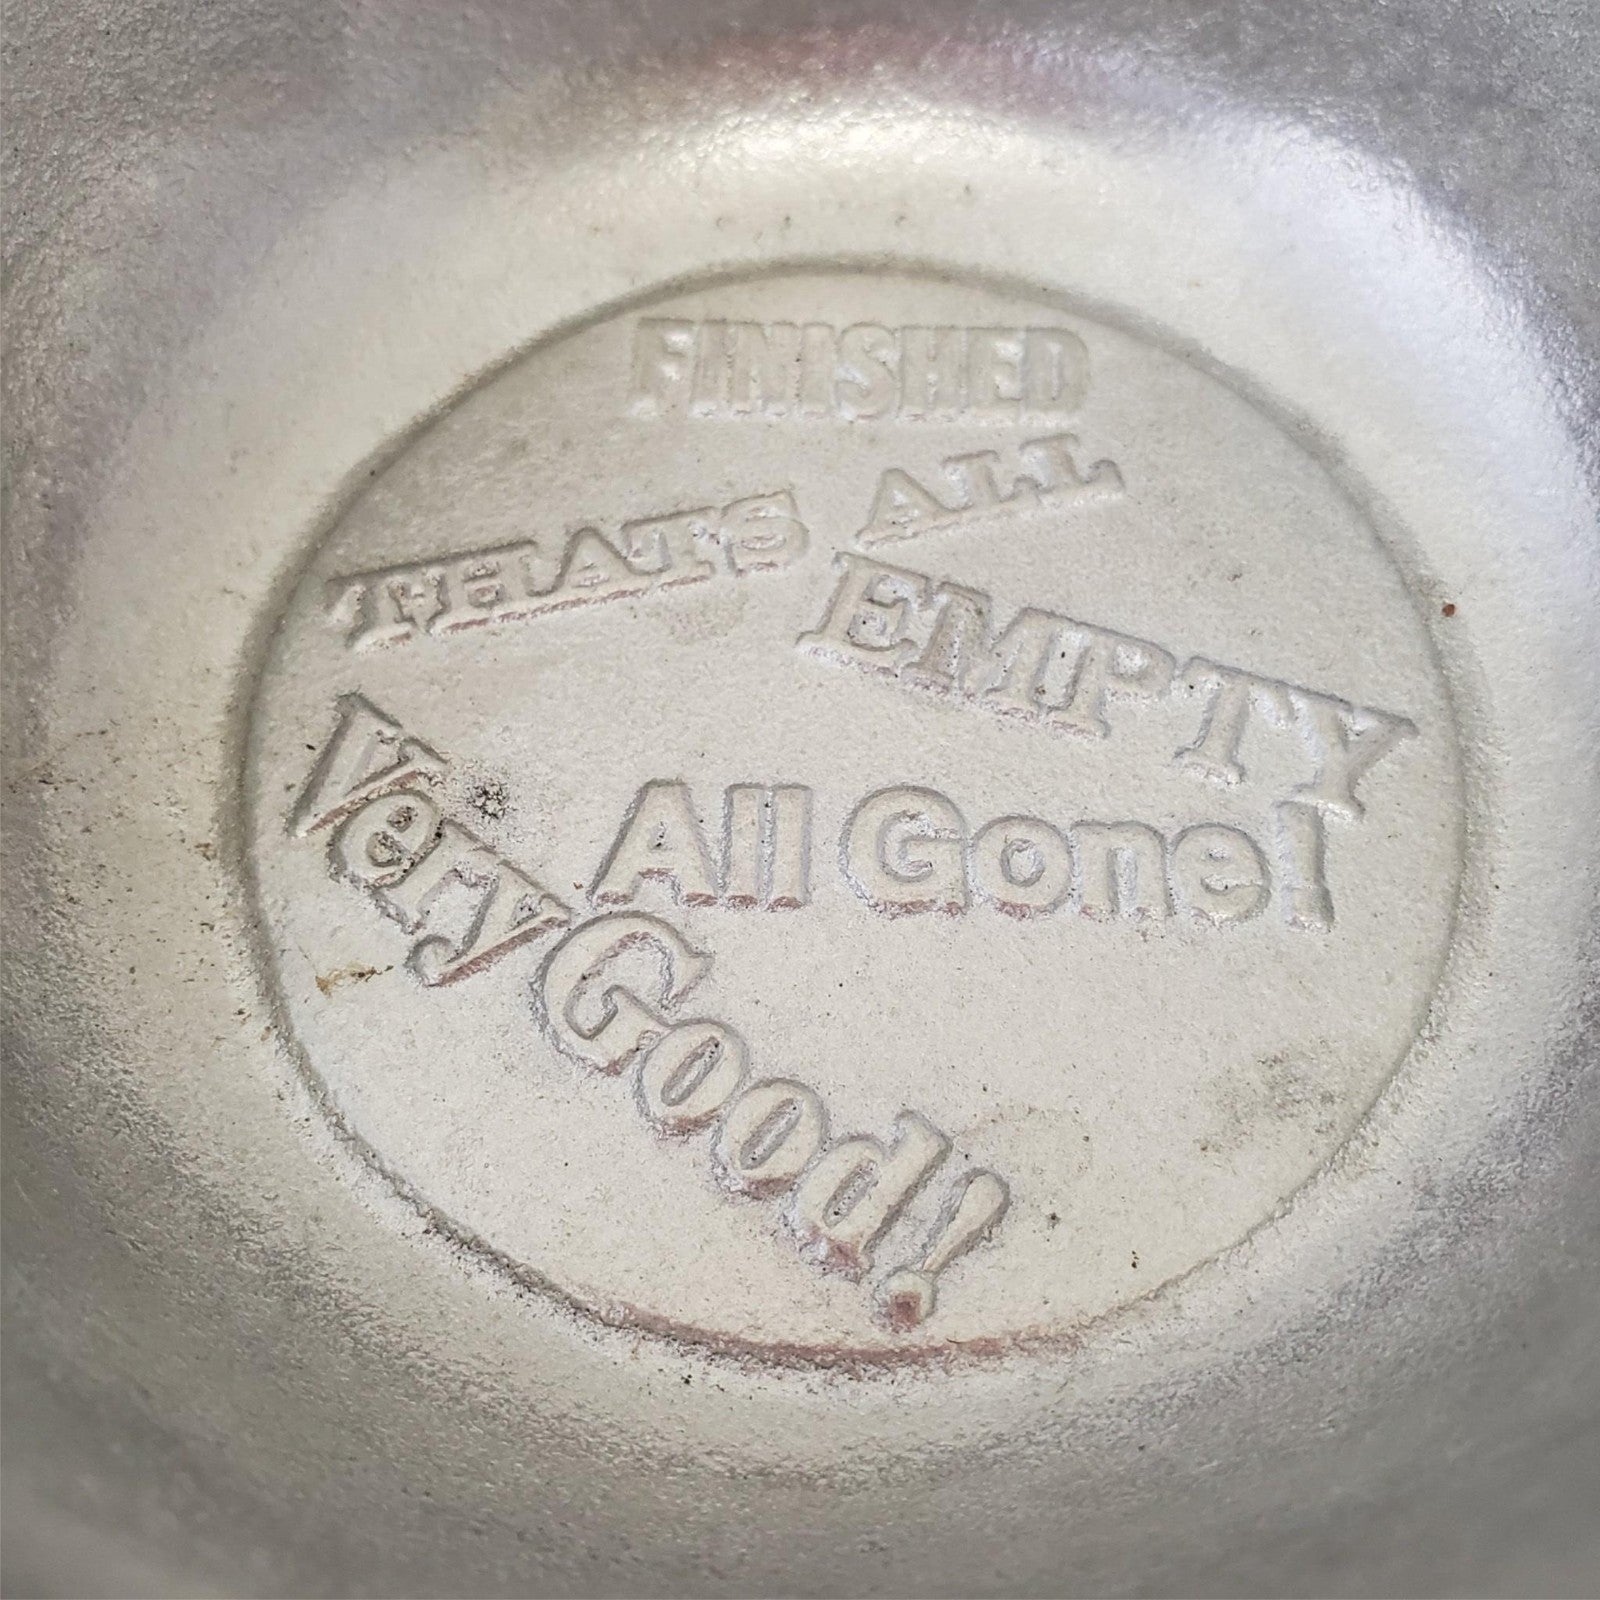 FINISHED
THATS ALL
EMPTY
All Gone!
Very Good!